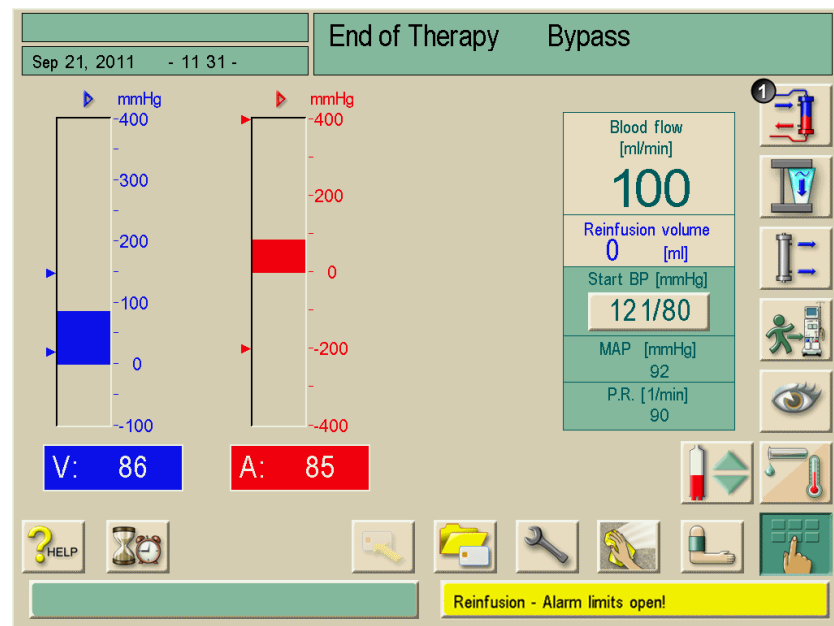 End of Therapy Bypass
Sep 21, 2011 - 11 31 -
mmHg
400
300
200
100
0
-100
V: 86
mmHg
400
200
0
-200
-400
A: 85
Blood flow
[ml/min]
100
Reinfusion volume
0 [ml]
Start BP [mmHg]
121/80
MAP [mmHg]
92
P.R. [1/min]
90
1
HELP
Reinfusion - Alarm limits open!